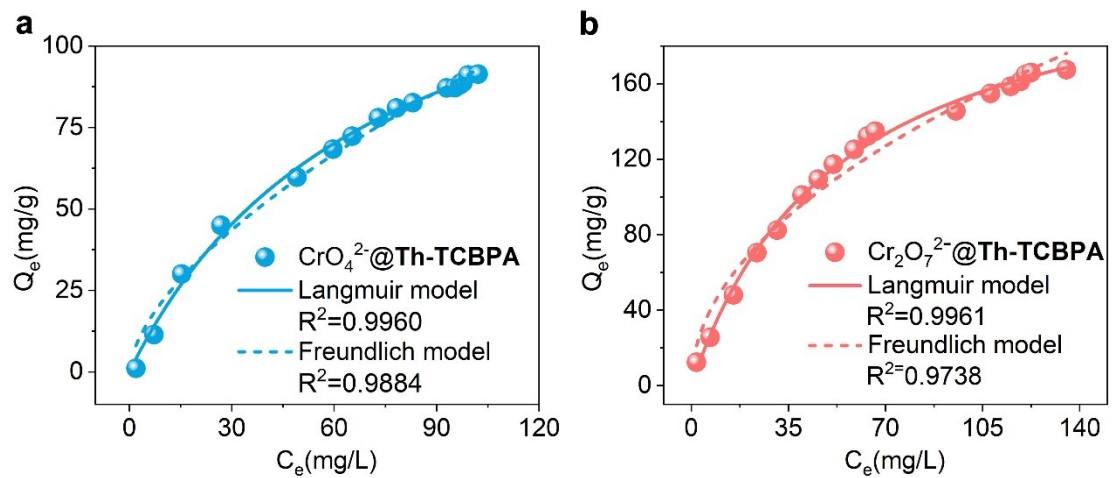 a
100
75
50
25
0
Qe(mg/g)
CrO4²⁻@Th-TCBPA
Langmuir model
R²=0.9960
Freundlich model
R²=0.9884
0 30 60 90 120
Ce(mg/L)
b
160
120
80
40
0
Qe(mg/g)
Cr2O7²⁻@Th-TCBPA
Langmuir model
R²=0.9961
Freundlich model
R²⁼0.9738
0 35 70 105 140
Ce(mg/L)